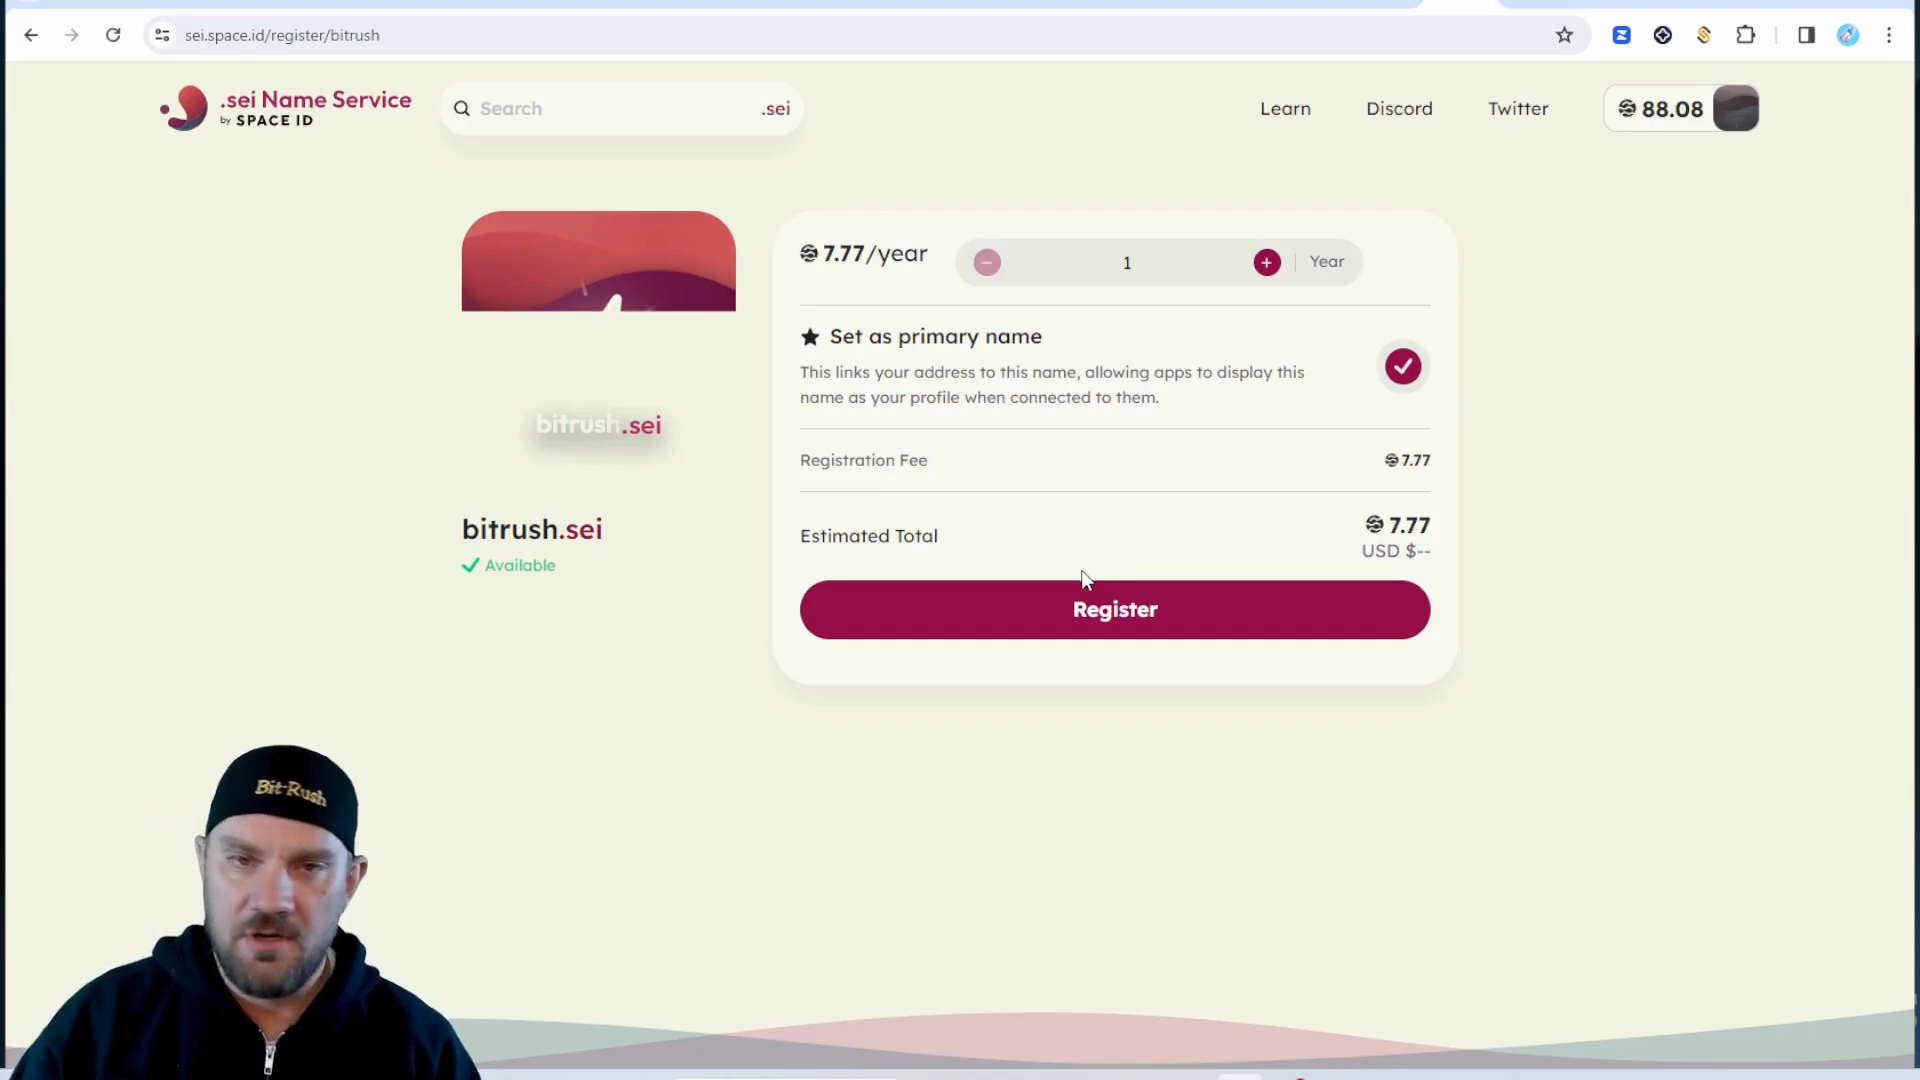 sei.space.id/register/bitrush
.sei Name Service
by SPACE ID
Search
.sei
Learn
Discord
Twitter
88.08
7.77/year
1
Year
Set as primary name
This links your address to this name, allowing apps to display this
name as your profile when connected to them.
bitrush.sei
Registration Fee
7.77
bitrush.sei
Available
Estimated Total
7.77
USD $--
Register
Bit-Rush